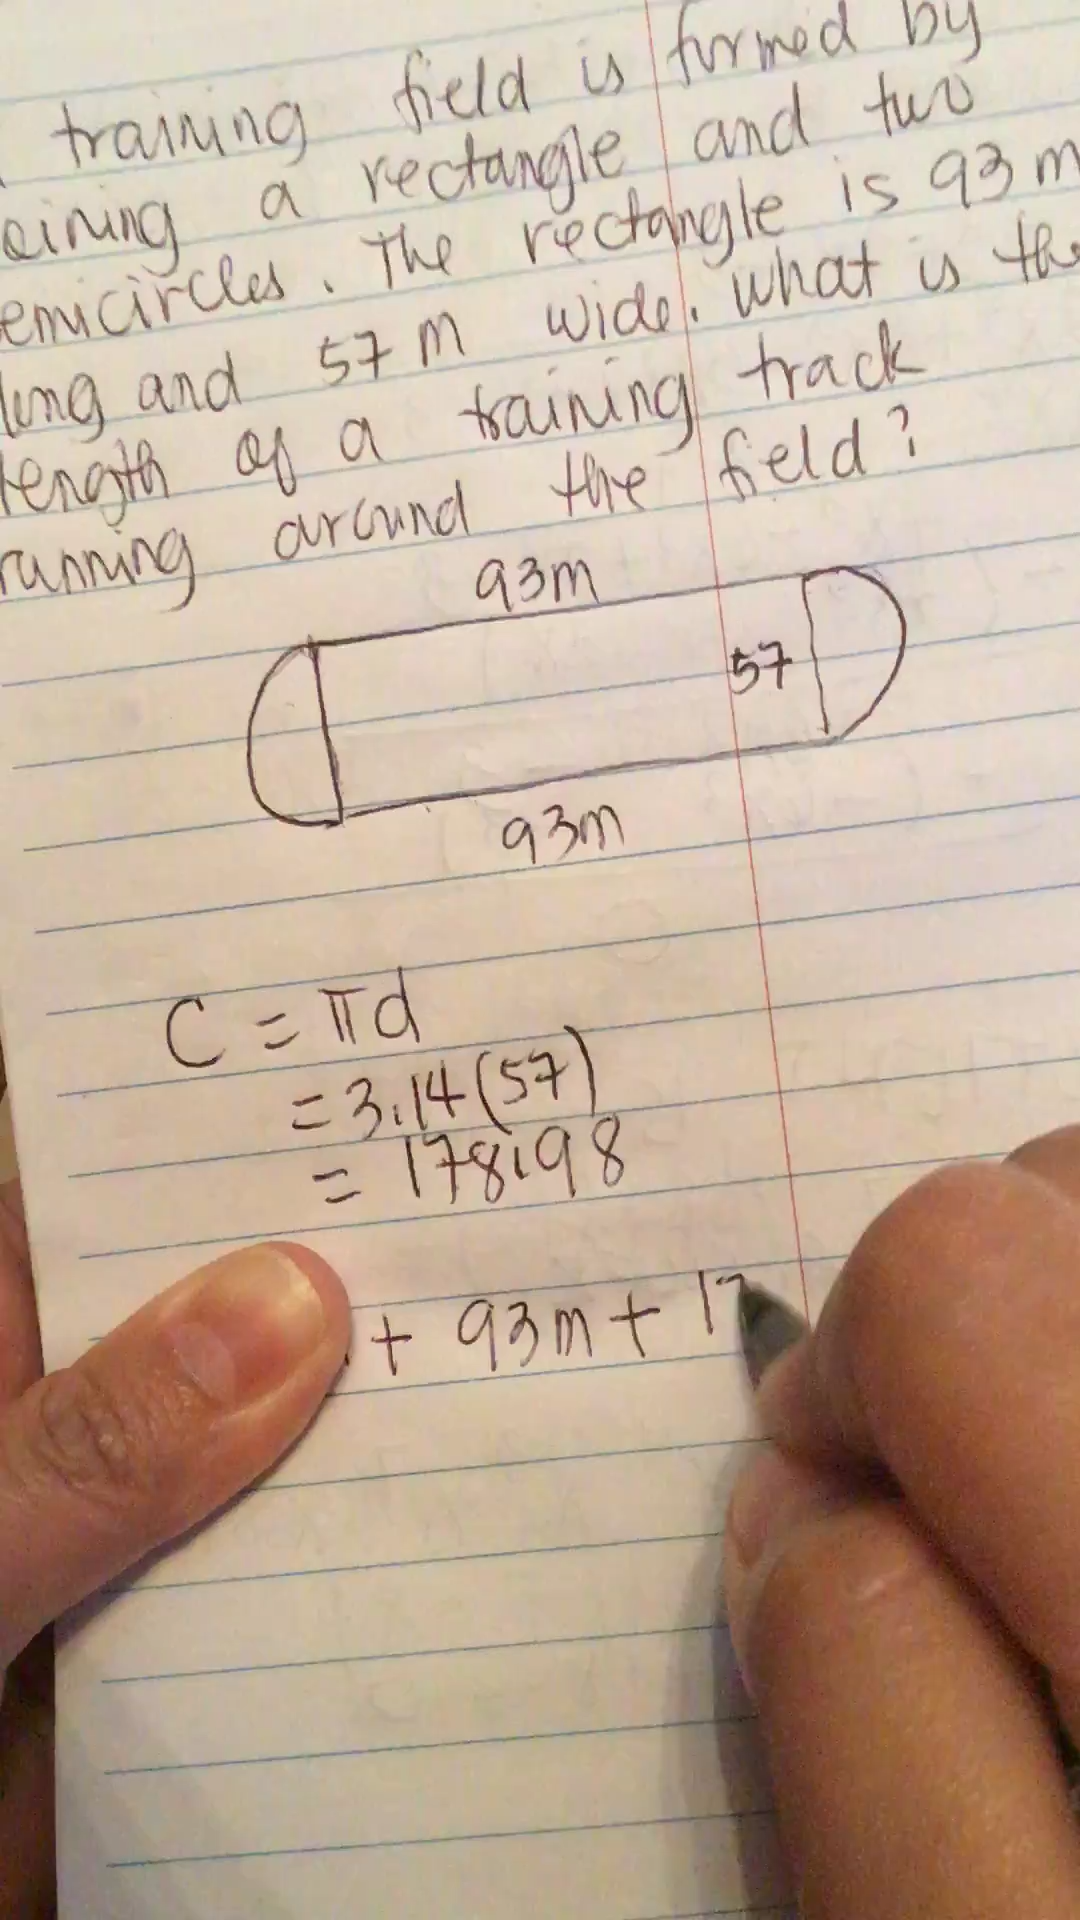 training field is formed by
a rectangle and two
emicircles. The rectangle is 93 m
long and 57 m wide. what is the
length of a training track
running around the field?
93m
57
93m
C = πd
= 3.14(57)
= 178.98
+ 93m + 17